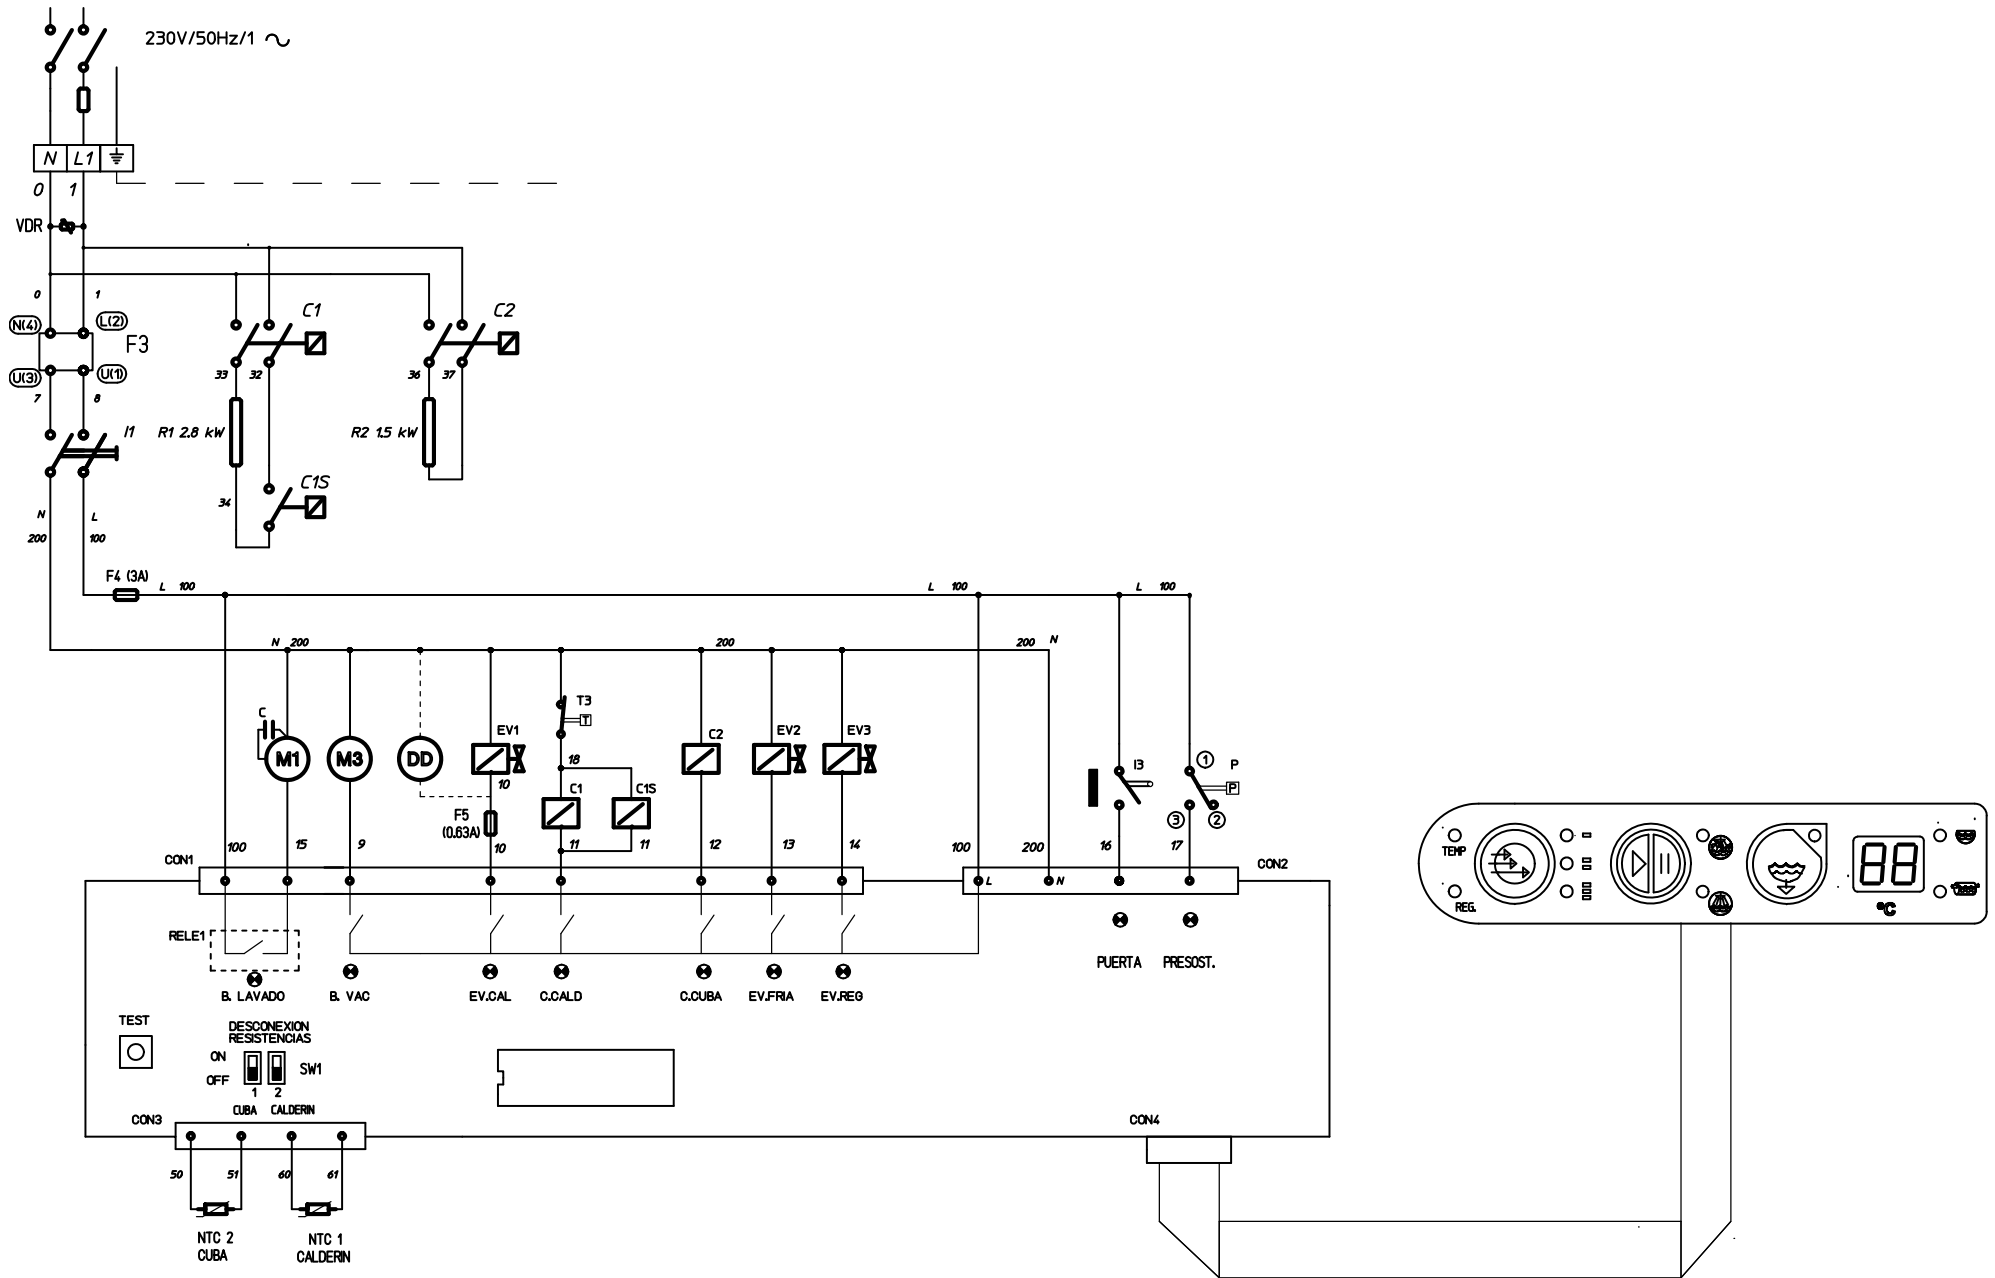 230V/50Hz/1
N L1
0 1
VDR
0 1
N(4) L(2)
F3
U(3) U(1)
7 8
I1
N L
200 100
C1 C2
33 32 36 37
R1 2.8 kW R2 1.5 kW
C1S
34
F4 (3A) L 100 L 100 L 100
N 200 200 200 N
C T3
EV1 C2 EV2 EV3
M1 M3 DD
18
10
C1 C1S
I3 1 P
P
F5
(0.63A)
3 2
100 15 9 10 11 11 12 13 14 100 200 16 17
CON1 CON2
L N
RELE1
B. LAVADO B. VAC EV.CAL C.CALD C.CUBA EV.FRIA EV.REG
PUERTA PRESOST.
TEST
DESCONEXION
RESISTENCIAS
ON
OFF
SW1
1 2
CUBA CALDERIN
CON3 CON4
50 51 60 61
NTC 2
CUBA
NTC 1
CALDERIN
TEMP
REG.
88
ºC